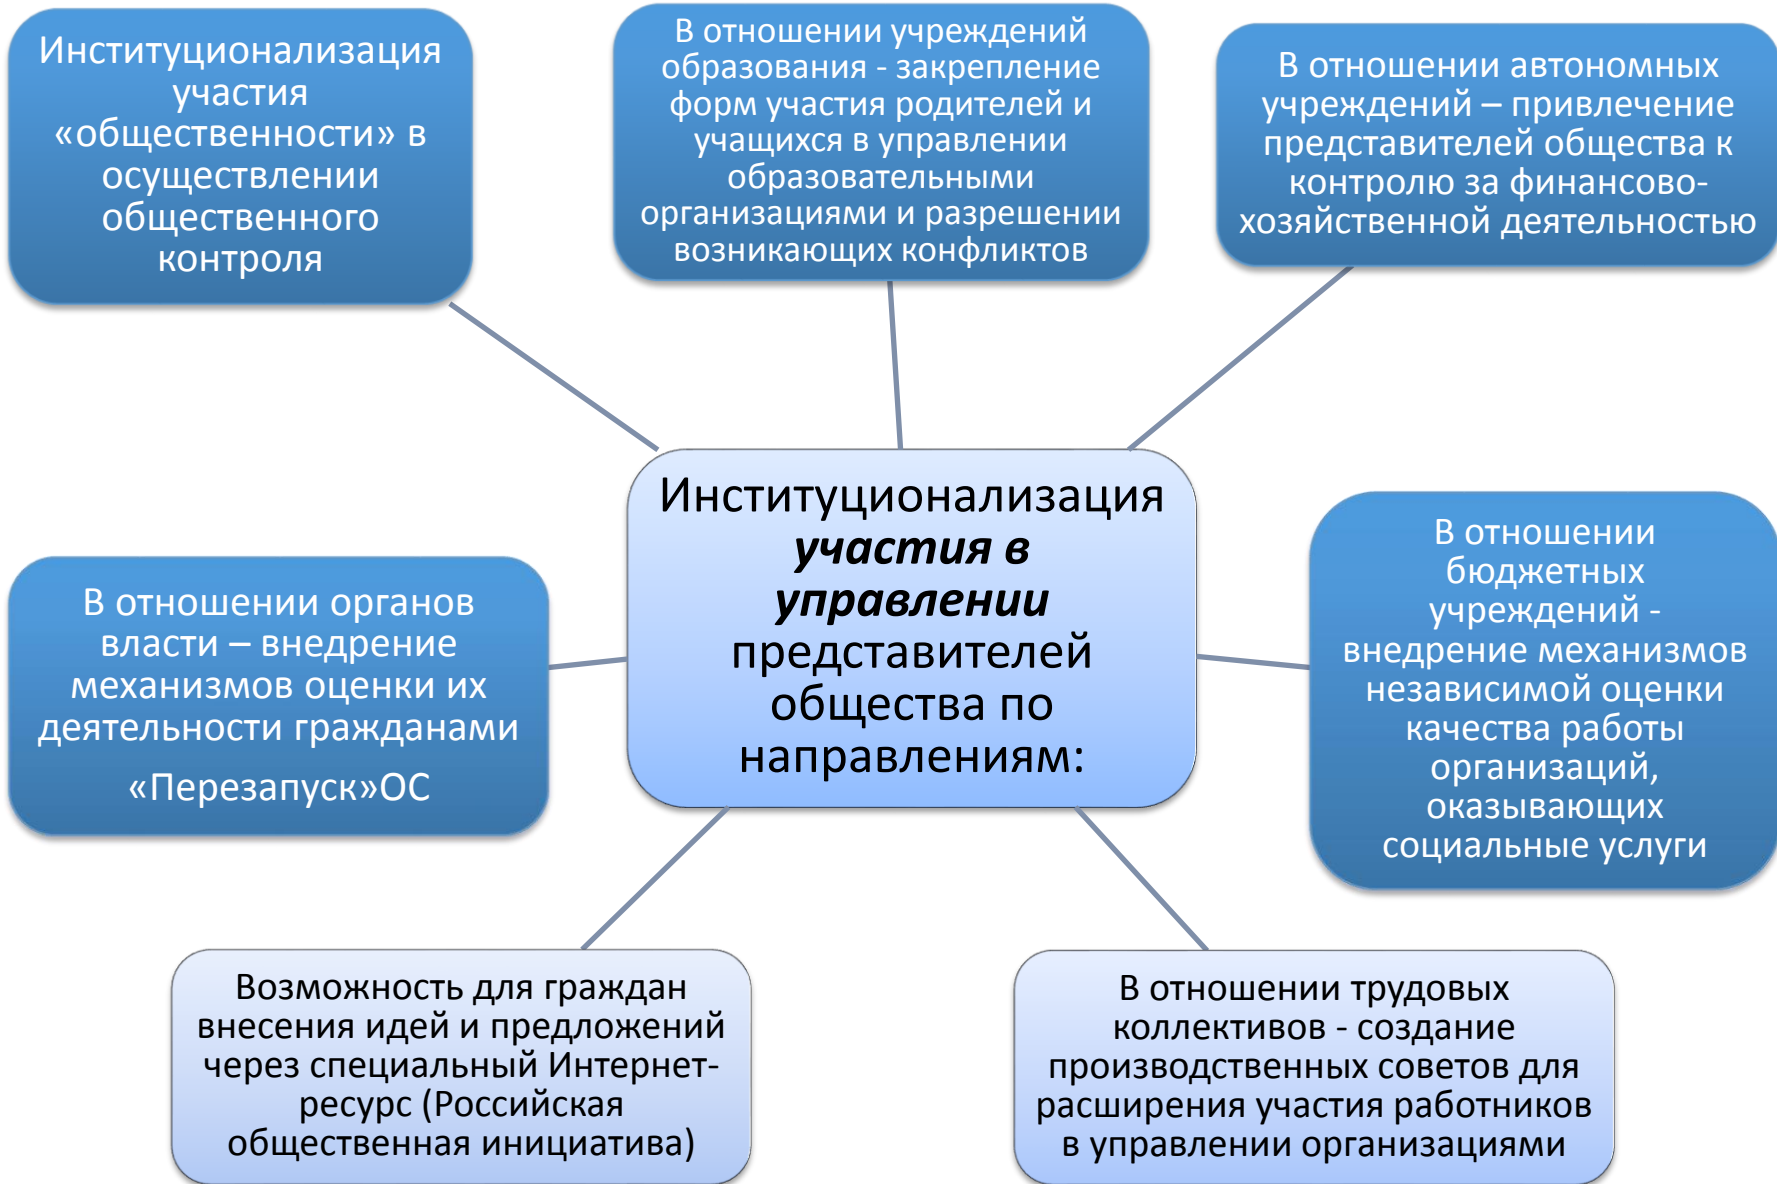 Институционализация
участия
«общественности» в
осуществлении
общественного
контроля
В отношении учреждений
образования - закрепление
форм участия родителей и
учащихся в управлении
образовательными
организациями и разрешении
возникающих конфликтов
В отношении автономных
учреждений – привлечение
представителей общества к
контролю за финансово-
хозяйственной деятельностью
Институционализация
участия в
управлении
представителей
общества по
направлениям:
В отношении органов
власти – внедрение
механизмов оценки их
деятельности гражданами
«Перезапуск»ОС
В отношении
бюджетных
учреждений -
внедрение механизмов
независимой оценки
качества работы
организаций,
оказывающих
социальные услуги
Возможность для граждан
внесения идей и предложений
через специальный Интернет-
ресурс (Российская
общественная инициатива)
В отношении трудовых
коллективов - создание
производственных советов для
расширения участия работников
в управлении организациями